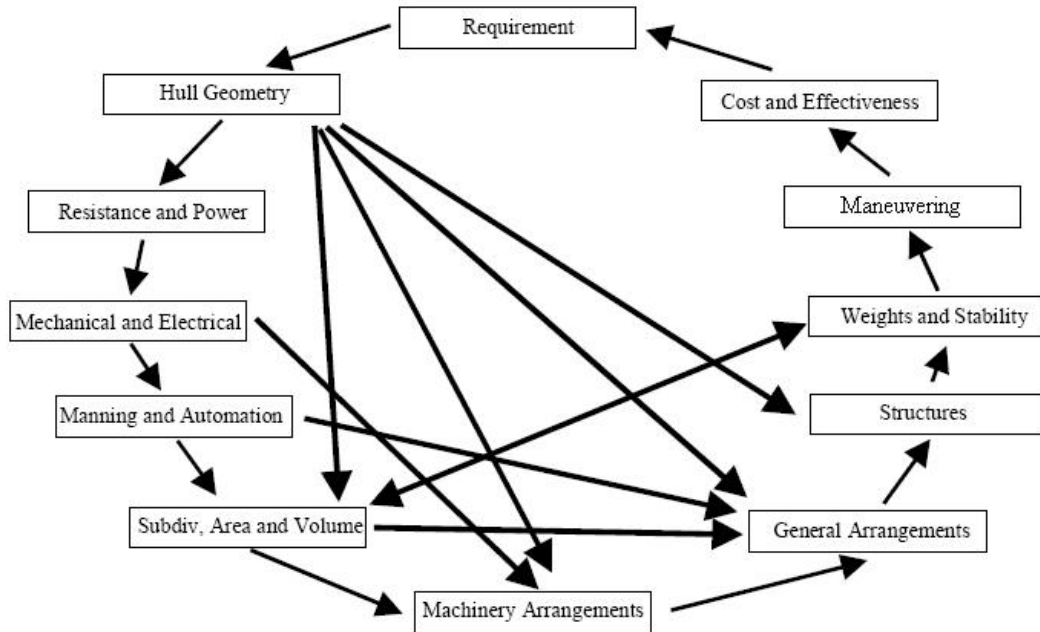 Requirement
Hull Geometry
Cost and Effectiveness
Resistance and Power
Maneuvering
Mechanical and Electrical
Weights and Stability
Manning and Automation
Structures
Subdiv, Area and Volume
General Arrangements
Machinery Arrangements